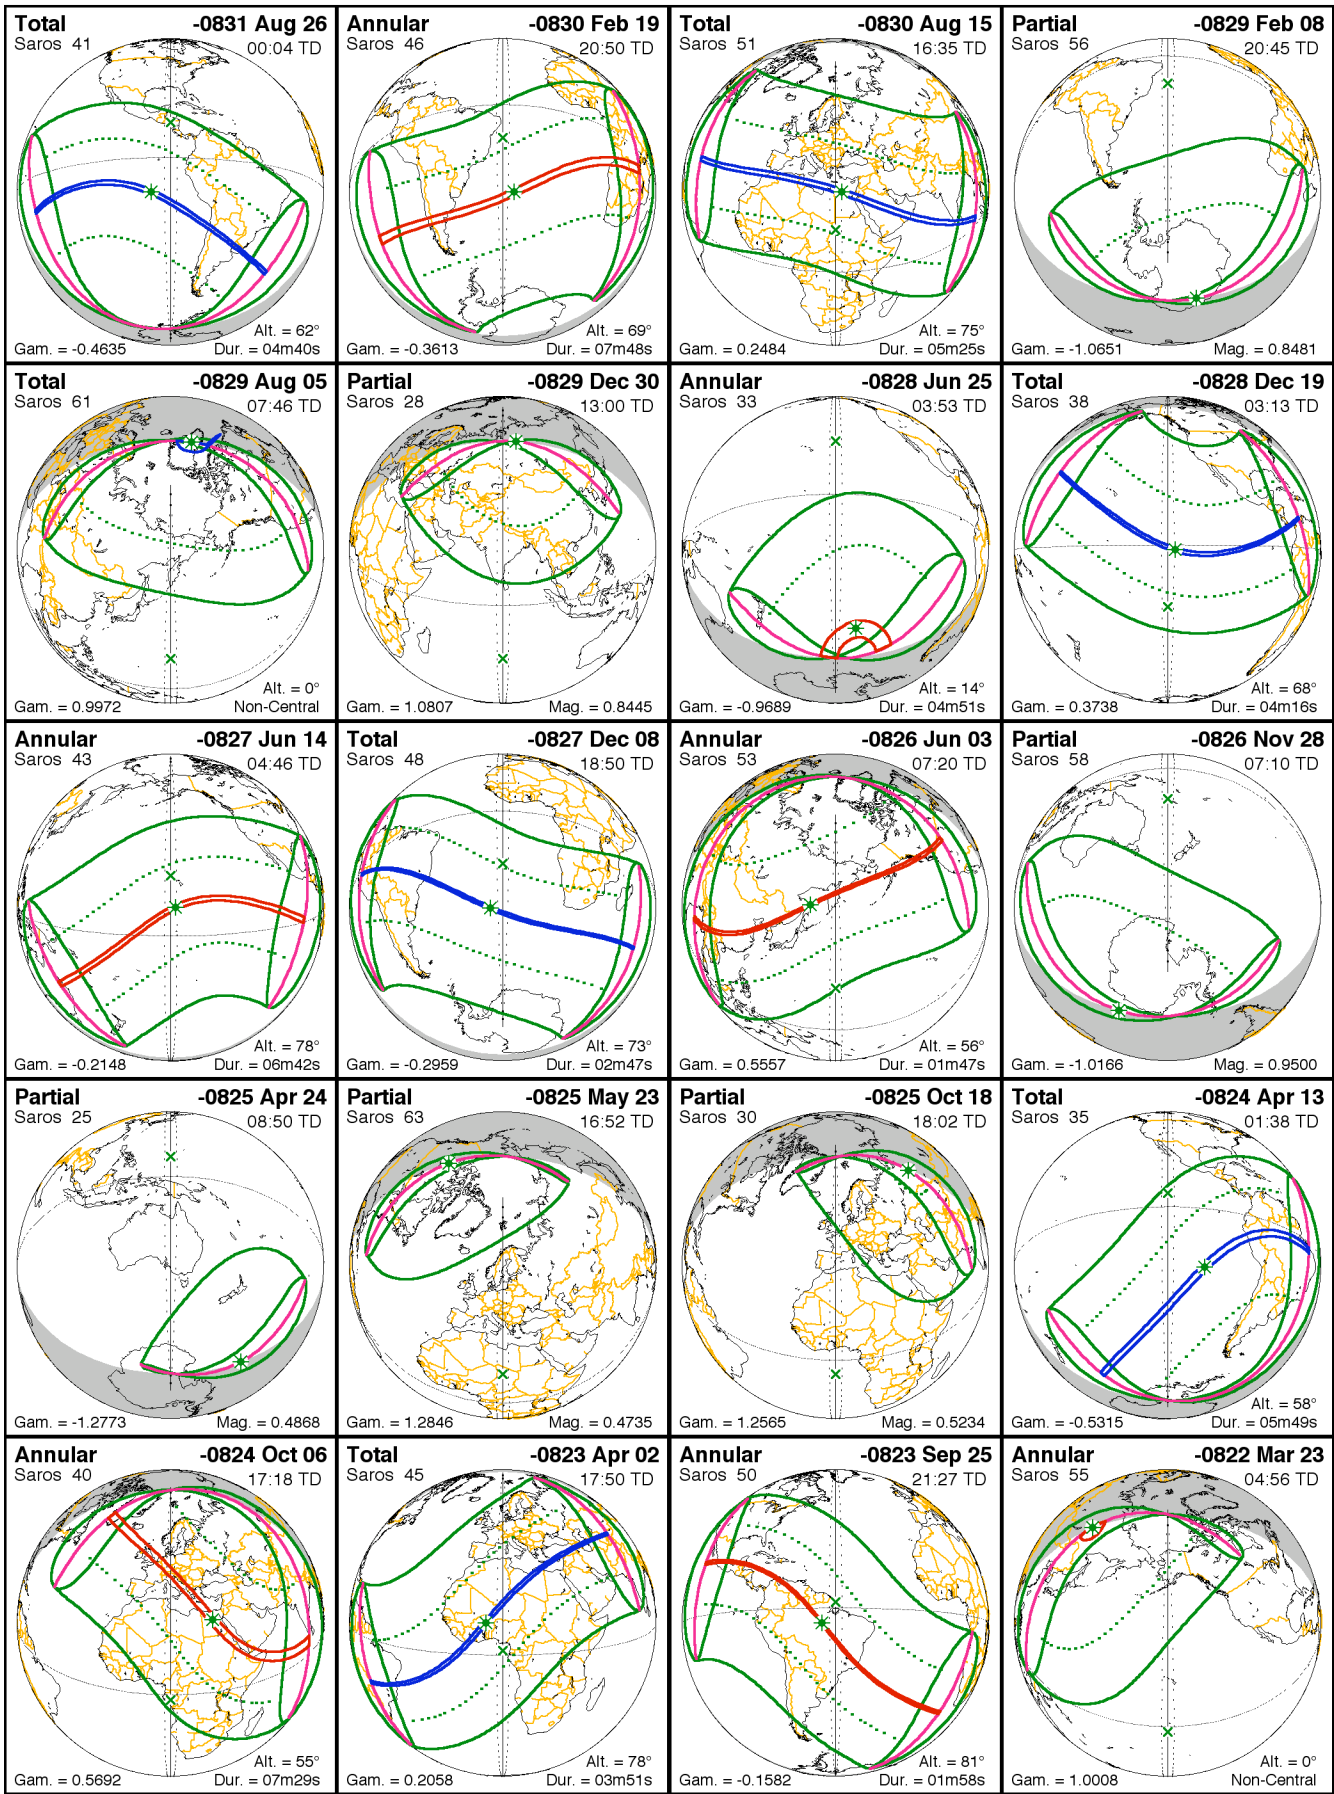 Total -0831 Aug 26
Saros 41 00:04 TD
Alt. = 62°
Gam. = -0.4635 Dur. = 04m40s
Annular -0830 Feb 19
Saros 46 20:50 TD
Alt. = 69°
Gam. = -0.3613 Dur. = 07m48s
Total -0830 Aug 15
Saros 51 16:35 TD
Alt. = 75°
Gam. = 0.2484 Dur. = 05m25s
Partial -0829 Feb 08
Saros 56 20:45 TD
Gam. = -1.0651 Mag. = 0.8481
Total -0829 Aug 05
Saros 61 07:46 TD
Alt. = 0°
Gam. = 0.9972 Non-Central
Partial -0829 Dec 30
Saros 28 13:00 TD
Gam. = 1.0807 Mag. = 0.8445
Annular -0828 Jun 25
Saros 33 03:53 TD
Alt. = 14°
Gam. = -0.9689 Dur. = 04m51s
Total -0828 Dec 19
Saros 38 03:13 TD
Alt. = 68°
Gam. = 0.3738 Dur. = 04m16s
Annular -0827 Jun 14
Saros 43 04:46 TD
Alt. = 78°
Gam. = -0.2148 Dur. = 06m42s
Total -0827 Dec 08
Saros 48 18:50 TD
Alt. = 73°
Gam. = -0.2959 Dur. = 02m47s
Annular -0826 Jun 03
Saros 53 07:20 TD
Alt. = 56°
Gam. = 0.5557 Dur. = 01m47s
Partial -0826 Nov 28
Saros 58 07:10 TD
Gam. = -1.0166 Mag. = 0.9500
Partial -0825 Apr 24
Saros 25 08:50 TD
Gam. = -1.2773 Mag. = 0.4868
Partial -0825 May 23
Saros 63 16:52 TD
Gam. = 1.2846 Mag. = 0.4735
Partial -0825 Oct 18
Saros 30 18:02 TD
Gam. = 1.2565 Mag. = 0.5234
Total -0824 Apr 13
Saros 35 01:38 TD
Alt. = 58°
Gam. = -0.5315 Dur. = 05m49s
Annular -0824 Oct 06
Saros 40 17:18 TD
Alt. = 55°
Gam. = 0.5692 Dur. = 07m29s
Total -0823 Apr 02
Saros 45 17:50 TD
Alt. = 78°
Gam. = 0.2058 Dur. = 03m51s
Annular -0823 Sep 25
Saros 50 21:27 TD
Alt. = 81°
Gam. = -0.1582 Dur. = 01m58s
Annular -0822 Mar 23
Saros 55 04:56 TD
Alt. = 0°
Gam. = 1.0008 Non-Central